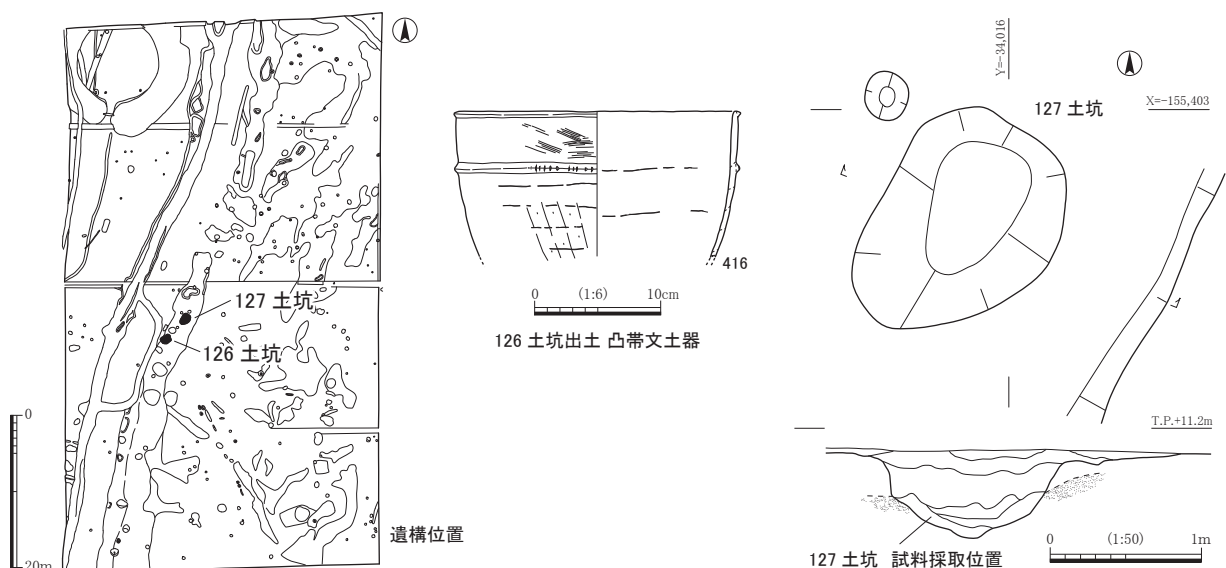 127 土坑
126 土坑
0
20m
遺構位置
416
0 (1:6) 10cm
126 土坑出土 凸帯文土器
Y=-34,016
127 土坑
X=-155,403
T.P.+11.2m
127 土坑 試料採取位置
0 (1:50) 1m